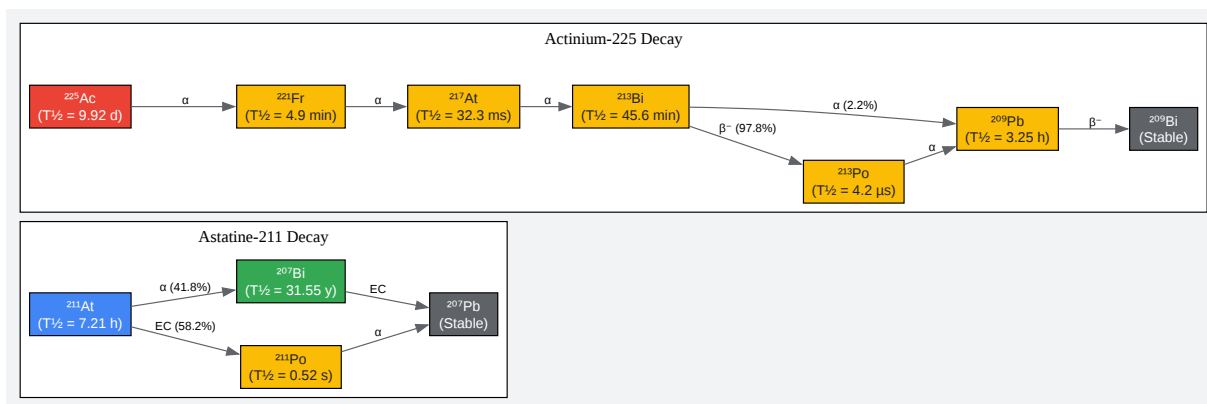 Actinium-225 Decay
²²⁵Ac
(T½ = 9.92 d)
α
²²¹Fr
(T½ = 4.9 min)
α
²¹⁷At
(T½ = 32.3 ms)
α
²¹³Bi
(T½ = 45.6 min)
α (2.2%)
β⁻ (97.8%)
²¹³Po
(T½ = 4.2 µs)
α
²⁰⁹Pb
(T½ = 3.25 h)
β⁻
²⁰⁹Bi
(Stable)
Astatine-211 Decay
²¹¹At
(T½ = 7.21 h)
α (41.8%)
²⁰⁷Bi
(T½ = 31.55 y)
EC
EC (58.2%)
²¹¹Po
(T½ = 0.52 s)
α
²⁰⁷Pb
(Stable)